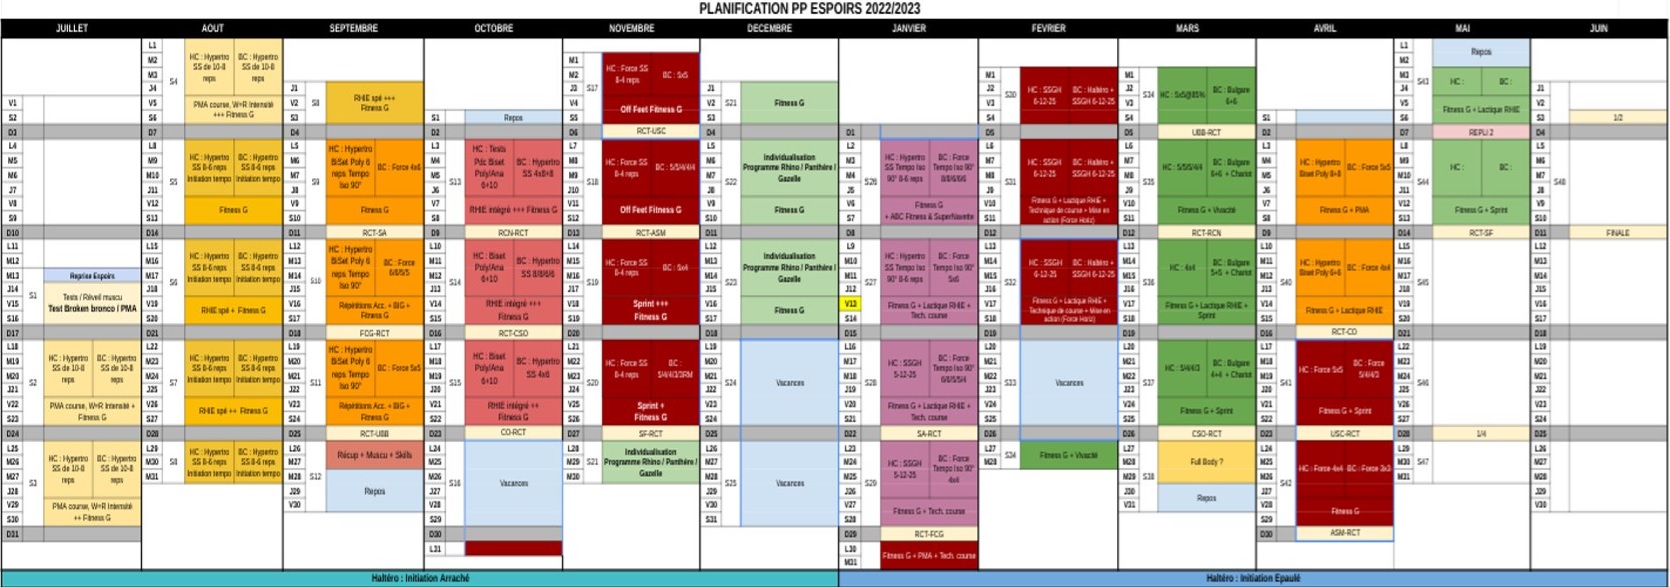 PLANIFICATION PP ESPOIRS 2022/2023
JUILLET
V1
S2
D3
L4
M5
M6
J7
V8
S9
D10
L11
M12
M13
Reprise Espoirs
J14
S1
Tests / Réveil muscu
V15
Test Broken bronco / PMA
S16
D17
L18
M19
M20
J21
S2
HC : Hypertro
SS de 10-8
reps
BC : Hypertro
SS de 10-8
reps
V22
S23
PMA course, W=R Intensité +
Fitness G
D24
L25
M26
M27
J28
S3
HC : Hypertro
SS de 10-8
reps
BC : Hypertro
SS de 10-8
reps
V29
S30
PMA course, W=R Intensité
++ Fitness G
D31
AOUT
L1
M2
M3
J4
S4
HC : Hypertro
SS de 10-8
reps
BC : Hypertro
SS de 10-8
reps
V5
S6
PMA course, W=R Intensité
+++ Fitness G
D7
L8
M9
M10
J11
S5
HC : Hypertro
SS 8-6 reps
Initiation tempo
BC : Hypertro
SS 8-6 reps
Initiation tempo
V12
S13
Fitness G
D14
L15
M16
M17
J18
S6
HC : Hypertro
SS 8-6 reps
Initiation tempo
BC : Hypertro
SS 8-6 reps
Initiation tempo
V19
S20
RHIE spé + Fitness G
D21
L22
M23
M24
J25
S7
HC : Hypertro
SS 8-6 reps
Initiation tempo
BC : Hypertro
SS 8-6 reps
Initiation tempo
V26
S27
RHIE spé ++ Fitness G
D28
L29
M30
M31
S8
HC : Hypertro
SS 8-6 reps
Initiation tempo
BC : Hypertro
SS 8-6 reps
Initiation tempo
SEPTEMBRE
J1
V2
S3
S8
RHIE spé +++
Fitness G
D4
L5
M6
M7
J8
S9
HC : Hypertro
BiSet Poly 6
reps Tempo
Iso 90°
BC : Force 4x6
V9
S10
Fitness G
D11
RCT-SA
L12
M13
M14
J15
S10
HC : Hypertro
BiSet Poly 6
reps Tempo
Iso 90°
BC : Force
6/6/5/5
V16
S17
Répétitions Acc. + BIG +
Fitness G
D18
FCG-RCT
L19
M20
M21
J22
S11
HC : Hypertro
BiSet Poly 6
reps Tempo
Iso 90°
BC : Force 5x5
V23
S24
Répétitions Acc. + BIG +
Fitness G
D25
RCT-UBB
L26
M27
Récup + Muscu + Skills
S12
M28
J29
V30
Repos
OCTOBRE
S1
Repos
D2
L3
M4
M5
J6
S13
HC : Tests
Pdc Biset
Poly/Ana
6+10
BC : Hypertro
SS 4x8+8
V7
S8
RHIE intégré +++ Fitness G
D9
RCN-RCT
L10
M11
M12
J13
S14
HC : Biset
Poly/Ana
6+10
BC : Hypertro
SS 8/8/6/6
V14
S15
RHIE intégré +++
Fitness G
D16
RCT-CSO
L17
M18
M19
J20
S15
HC : Biset
Poly/Ana
6+10
BC : Hypertro
SS 4x6
V21
S22
RHIE intégré ++
Fitness G
D23
CO-RCT
L24
M25
M26
J27
V28
S29
S16
Vacances
D30
L31
NOVEMBRE
M1
M2
J3
V4
S5
S17
HC : Force SS
8-4 reps
BC : 5x5
Off Feet Fitness G
D6
RCT-USC
L7
M8
M9
J10
S18
HC : Force SS
8-4 reps
BC : 5/5/4/4/4
V11
S12
Off Feet Fitness G
D13
RCT-ASM
L14
M15
M16
J17
S19
HC : Force SS
8-4 reps
BC : 5x4
V18
S19
Sprint +++
Fitness G
D20
L21
M22
M23
J24
S20
HC : Force SS
8-4 reps
BC :
5/4/4/3/3RM
V25
S26
Sprint +
Fitness G
D27
SF-RCT
L28
M29
M30
S21
Individualisation
Programme Rhino / Panthère /
Gazelle
DECEMBRE
J1
V2
S3
S21
Fitness G
D4
L5
M6
M7
J8
S22
Individualisation
Programme Rhino / Panthère /
Gazelle
V9
S10
Fitness G
D11
L12
M13
M14
J15
S23
Individualisation
Programme Rhino / Panthère /
Gazelle
V16
S17
Fitness G
D18
L19
M20
M21
J22
V23
S24
S24
Vacances
D25
L26
M27
M28
J29
V30
S31
S25
Vacances
JANVIER
D1
L2
M3
M4
J5
S26
HC : Hypertro
SS Tempo Iso
90° 8-6 reps
BC : Force
Tempo Iso 90°
8/8/6/6/6
V6
S7
Fitness G
+ ABC Fitness & SuperNavette
D8
L9
M10
M11
J12
S27
HC : Hypertro
SS Tempo Iso
90° 8-6 reps
BC : Force
Tempo Iso 90°
5x6
V13
S14
Fitness G + Lactique RHIE +
Tech. course
D15
L16
M17
M18
J19
S28
HC : SSGH
5-12-25
BC : Force
Tempo Iso 90°
6/6/5/5/4
V20
S21
Fitness G + Lactique RHIE +
Tech. course
D22
SA-RCT
L23
M24
M25
J26
S29
HC : SSGH
5-12-25
BC : Force
Tempo Iso 90°
4x4
V27
S28
Fitness G + Tech. course
D29
RCT-FCG
L30
M31
Fitness G + PMA + Tech. course
FEVRIER
M1
J2
V3
S4
S30
HC : SSGH
6-12-25
BC : Haltéro +
SSGH 6-12-25
D5
L6
M7
M8
J9
S31
HC : SSGH
6-12-25
BC : Haltéro +
SSGH 6-12-25
V10
S11
Fitness G + Lactique RHIE +
Technique de course + Mise en
action (Force Horiz)
D12
L13
M14
M15
J16
S32
HC : SSGH
6-12-25
BC : Haltéro +
SSGH 6-12-25
V17
S18
Fitness G + Lactique RHIE +
Technique de course + Mise en
action (Force Horiz)
D19
L20
M21
M22
J23
V24
S25
S33
Vacances
D26
L27
M28
S34
Fitness G + Vivacité
MARS
M1
J2
V3
S4
S34
HC : 5x5@85%
BC : Bulgare
6+6
D5
UBB-RCT
L6
M7
M8
J9
S35
HC : 5/5/5/4/4
BC : Bulgare
6+6 + Chariot
V10
S11
Fitness G + Vivacité
D12
RCT-RCN
L13
M14
M15
J16
S36
HC : 4x4
BC : Bulgare
5+5 + Chariot
V17
S18
Fitness G + Lactique RHIE +
Sprint
D19
L20
M21
M22
J23
S37
HC : 5/4/4/3
BC : Bulgare
4+4 + Chariot
V24
S25
Fitness G + Sprint
D26
CSO-RCT
L27
M28
M29
S38
Full Body ?
J30
V31
Repos
AVRIL
S1
D2
L3
M4
M5
J6
S39
HC : Hypertro
Biset Poly 8+8
BC : Force 5x5
V7
S8
Fitness G + PMA
D9
L10
M11
M12
J13
S40
HC : Hypertro
Biset Poly 6+6
BC : Force 4x4
V14
S15
Fitness G + Lactique RHIE
D16
RCT-CO
L17
M18
M19
J20
S41
HC : Force 5x5
BC : Force
5/4/4/3
V21
S22
Fitness G + Sprint
D23
USC-RCT
L24
M25
M26
J27
S42
HC : Force 4x4
BC : Force 3x3
V28
S29
Fitness G
D30
ASM-RCT
MAI
L1
M2
Repos
M3
J4
S43
HC :
BC :
V5
S6
Fitness G + Lactique RHIE
D7
REPLI 2
L8
M9
M10
J11
S44
HC :
BC :
V12
S13
Fitness G + Sprint
D14
RCT-SF
L15
M16
M17
J18
V19
S20
S45
D21
L22
M23
M24
J25
V26
S27
S46
D28
1/4
L29
M30
M31
S47
JUIN
J1
V2
S3
1/2
D4
L5
M6
M7
J8
V9
S10
S48
D11
FINALE
L12
M13
M14
J15
V16
S17
D18
L19
M20
M21
J22
V23
S24
D25
L26
M27
M28
J29
V30
Haltéro : Initiation Arraché
Haltéro : Initiation Epaulé